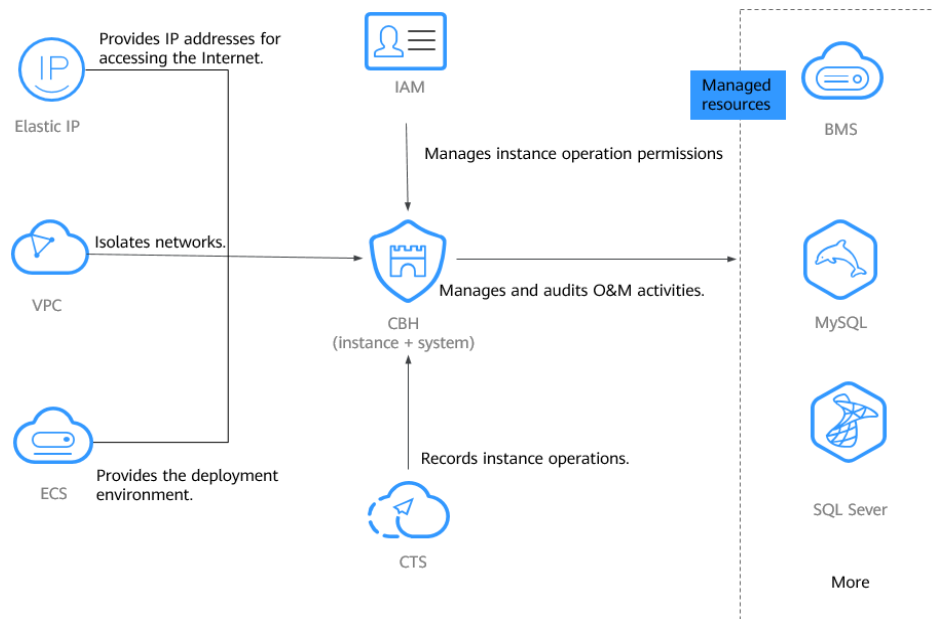 Provides IP addresses for
accessing the Internet.
IP
Elastic IP
IAM
Managed
resources
BMS
Manages instance operation permissions
Isolates networks.
VPC
Manages and audits O&M activities.
CBH
(instance + system)
MySQL
Records instance operations.
Provides the deployment
environment.
ECS
CTS
SQL Sever
More